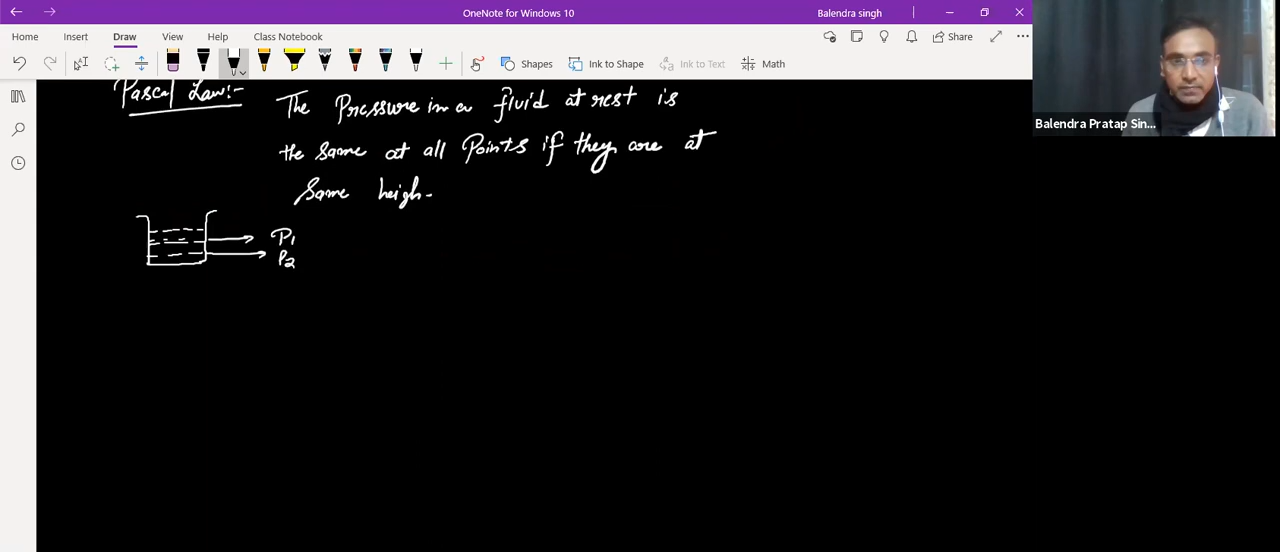 OneNote for Windows 10
Balendra singh
Home Insert Draw View Help Class Notebook
Share
Shapes Ink to Shape Ink to Text Math
Balendra Pratap Sin...
Pascal Law:-
The Pressure in a fluid at rest is
the same at all Points if they are at
Same heigh-
P1
P2